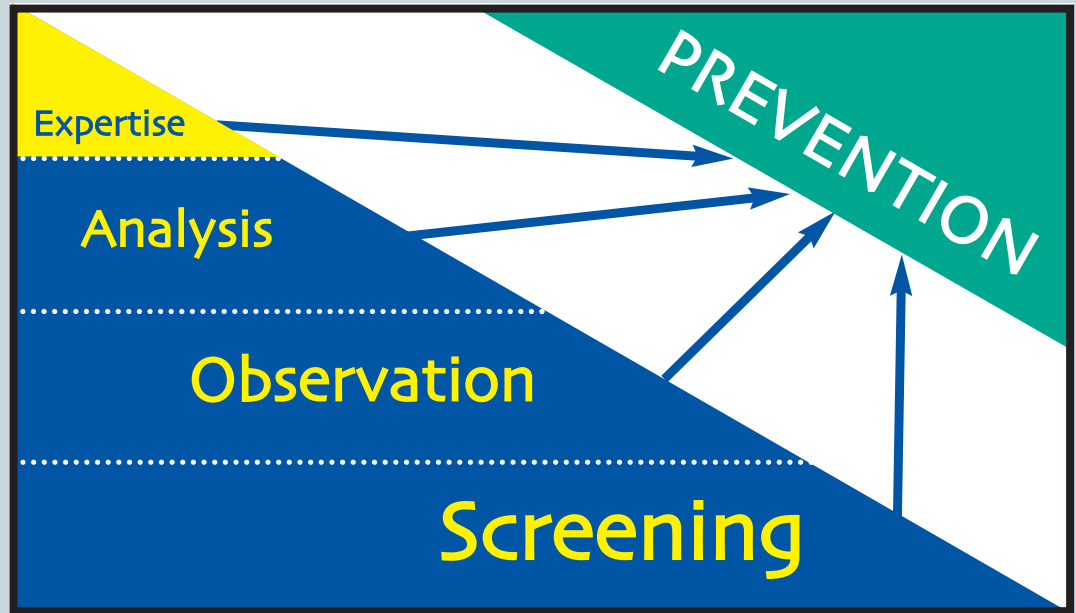 PREVENTION
Expertise
Analysis
Observation
Screening